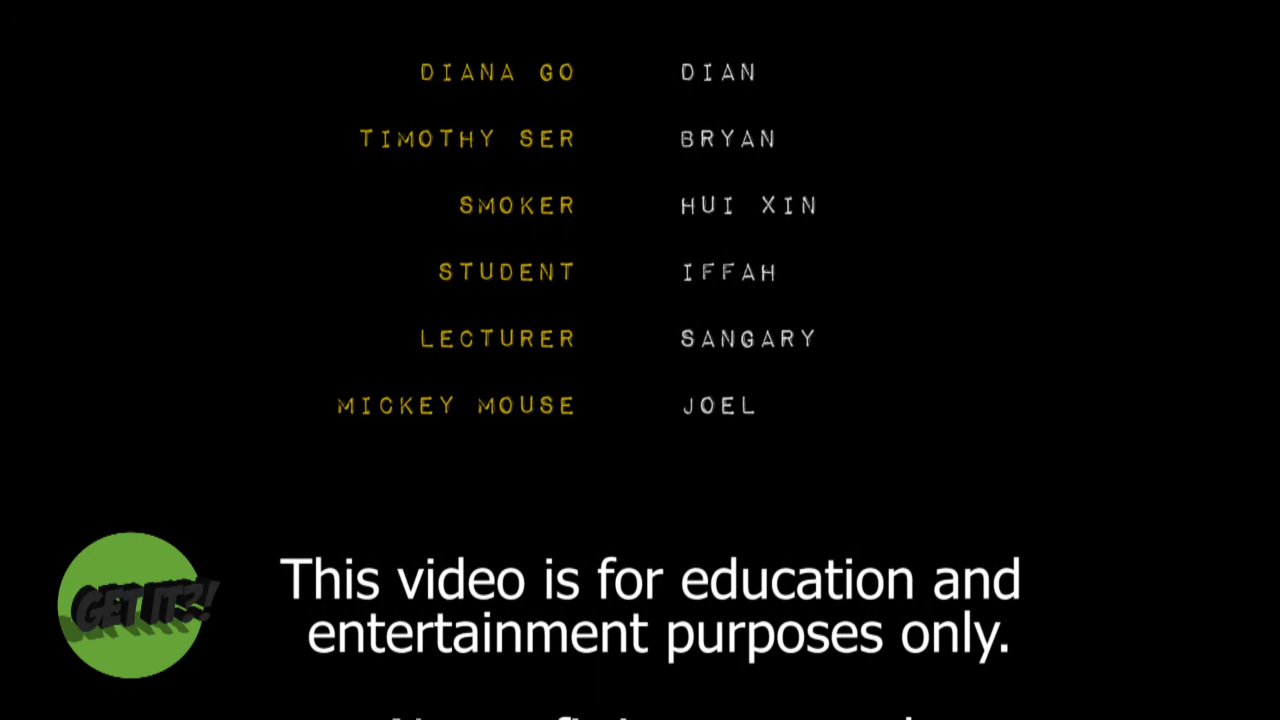 DIANA GO DIAN
TIMOTHY SER BRYAN
SMOKER HUI XIN
STUDENT IFFAH
LECTURER SANGARY
MICKEY MOUSE JOEL
GET IT?!
This video is for education and
entertainment purposes only.